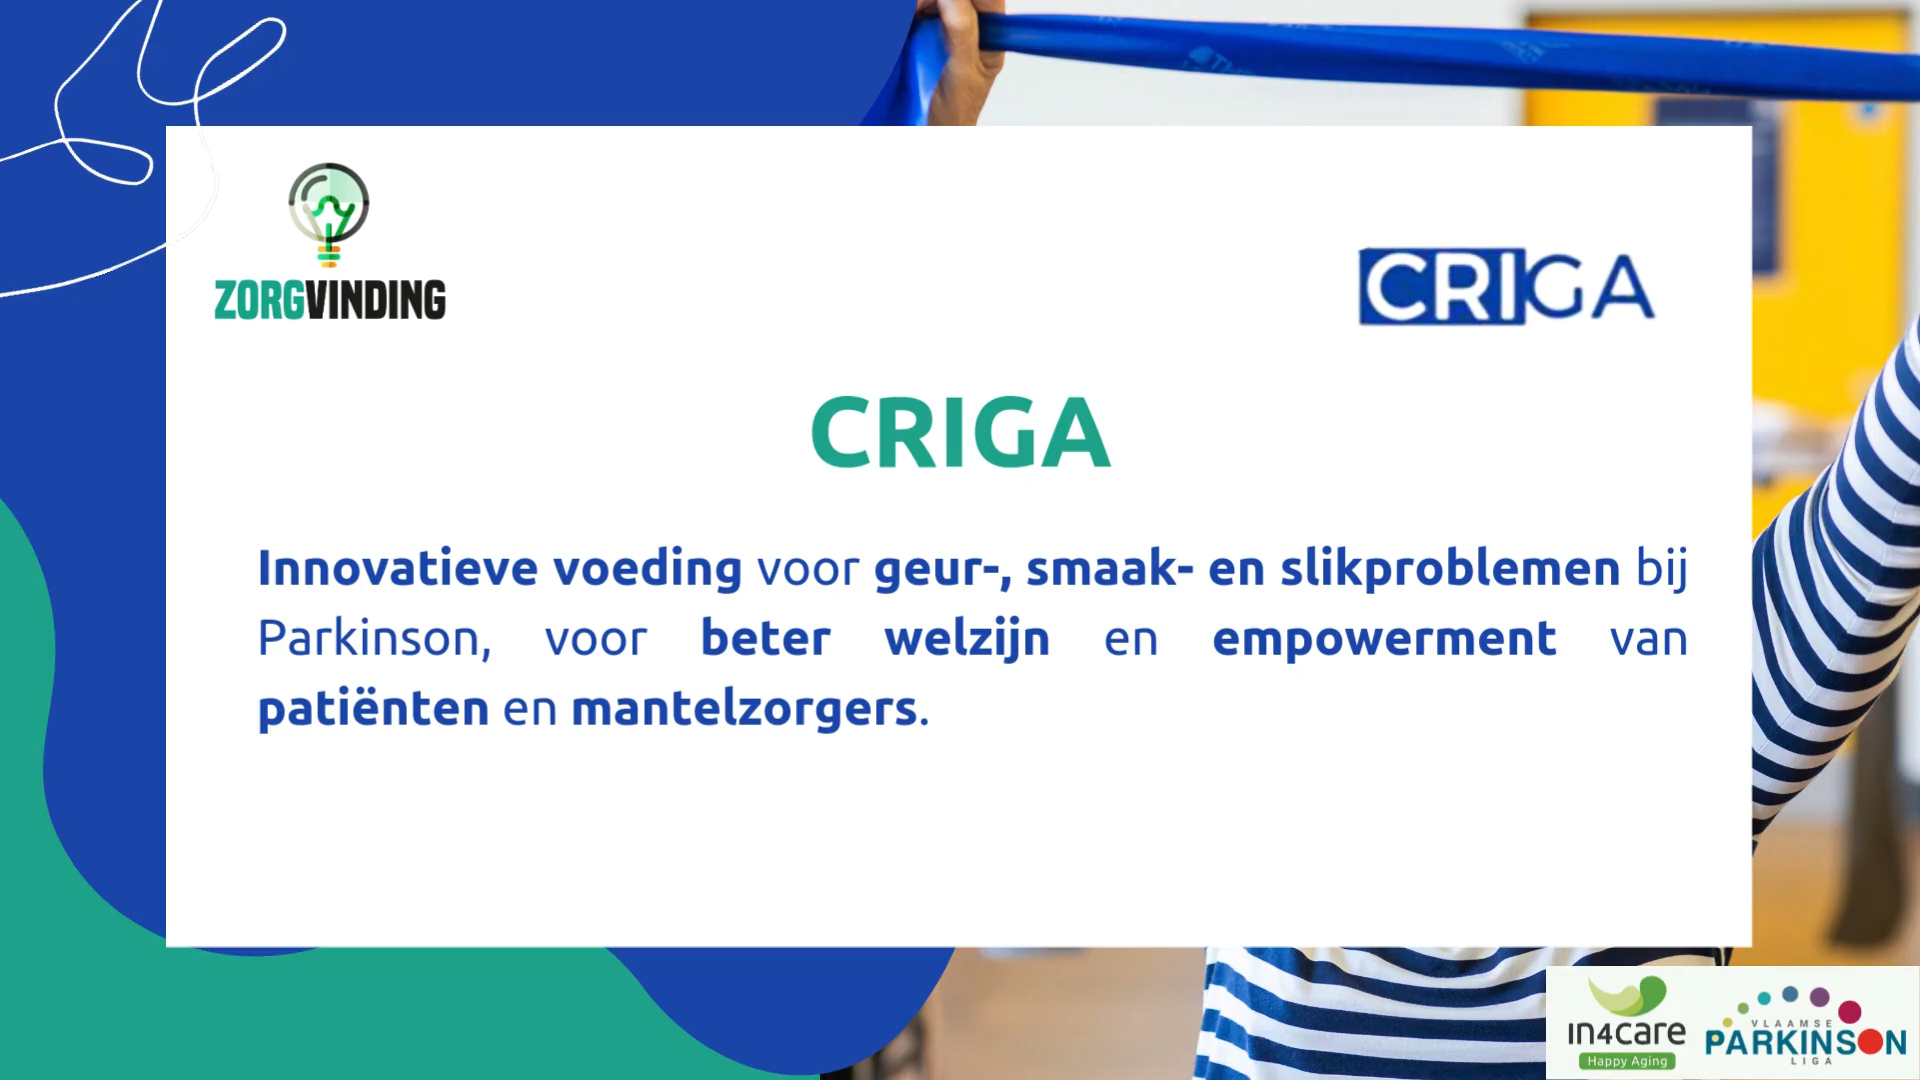 ZORGVINDING
CRIGA
CRIGA
Innovatieve voeding voor geur-, smaak- en slikproblemen bij
Parkinson, voor beter welzijn en empowerment van
patiënten en mantelzorgers.
in4care
Happy Aging
VLAAMSE
PARKINSON
LIGA